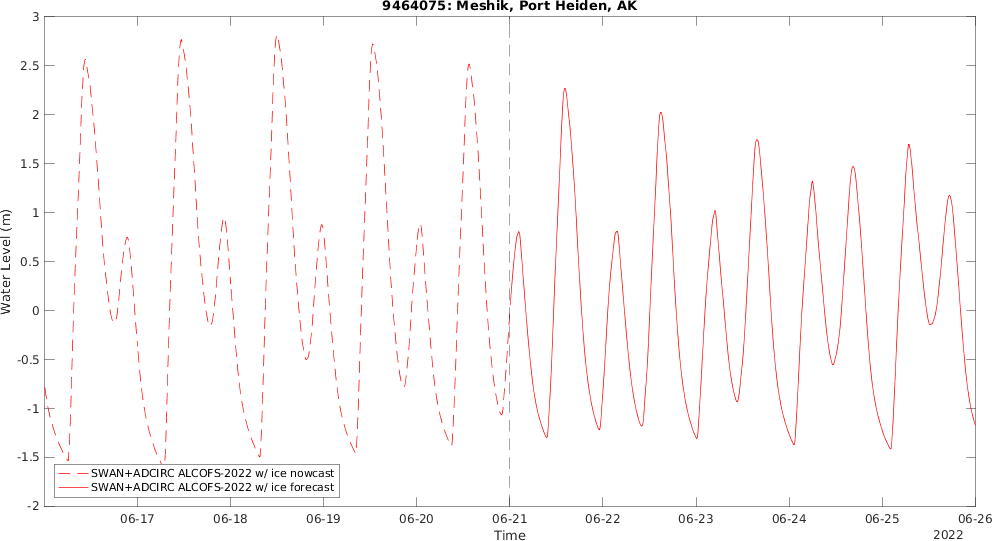 9464075: Meshik, Port Heiden, AK
3
2.5
2
1.5
1
0.5
0
-0.5
-1
-1.5
-2
Water Level (m)
SWAN+ADCIRC ALCOFS-2022 w/ ice nowcast
SWAN+ADCIRC ALCOFS-2022 w/ ice forecast
06-17 06-18 06-19 06-20 06-21 06-22 06-23 06-24 06-25 06-26
Time
2022